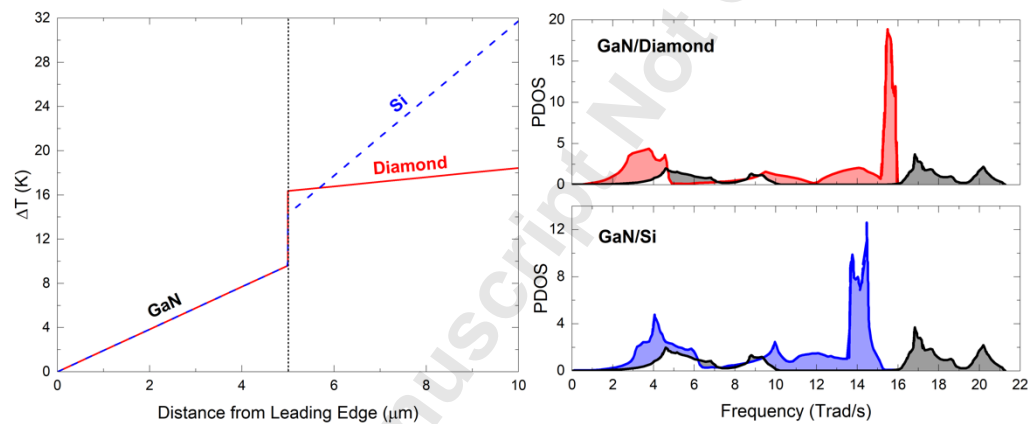 32
28
24
20
16
12
8
4
0
ΔT (K)
GaN
Si
Diamond
0 2 4 6 8 10
Distance from Leading Edge (μm)
20
15
10
5
0
PDOS
GaN/Diamond
12
8
4
0
PDOS
GaN/Si
0 2 4 6 8 10 12 14 16 18 20 22
Frequency (Trad/s)
nuscript Not